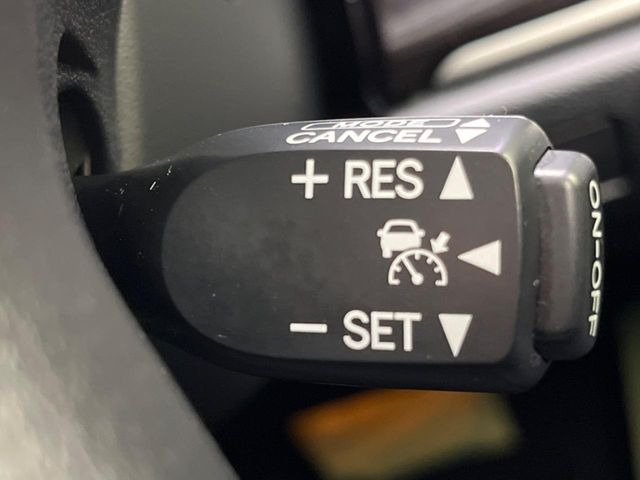 MODE
CANCEL
+ RES
- SET
ON-OFF